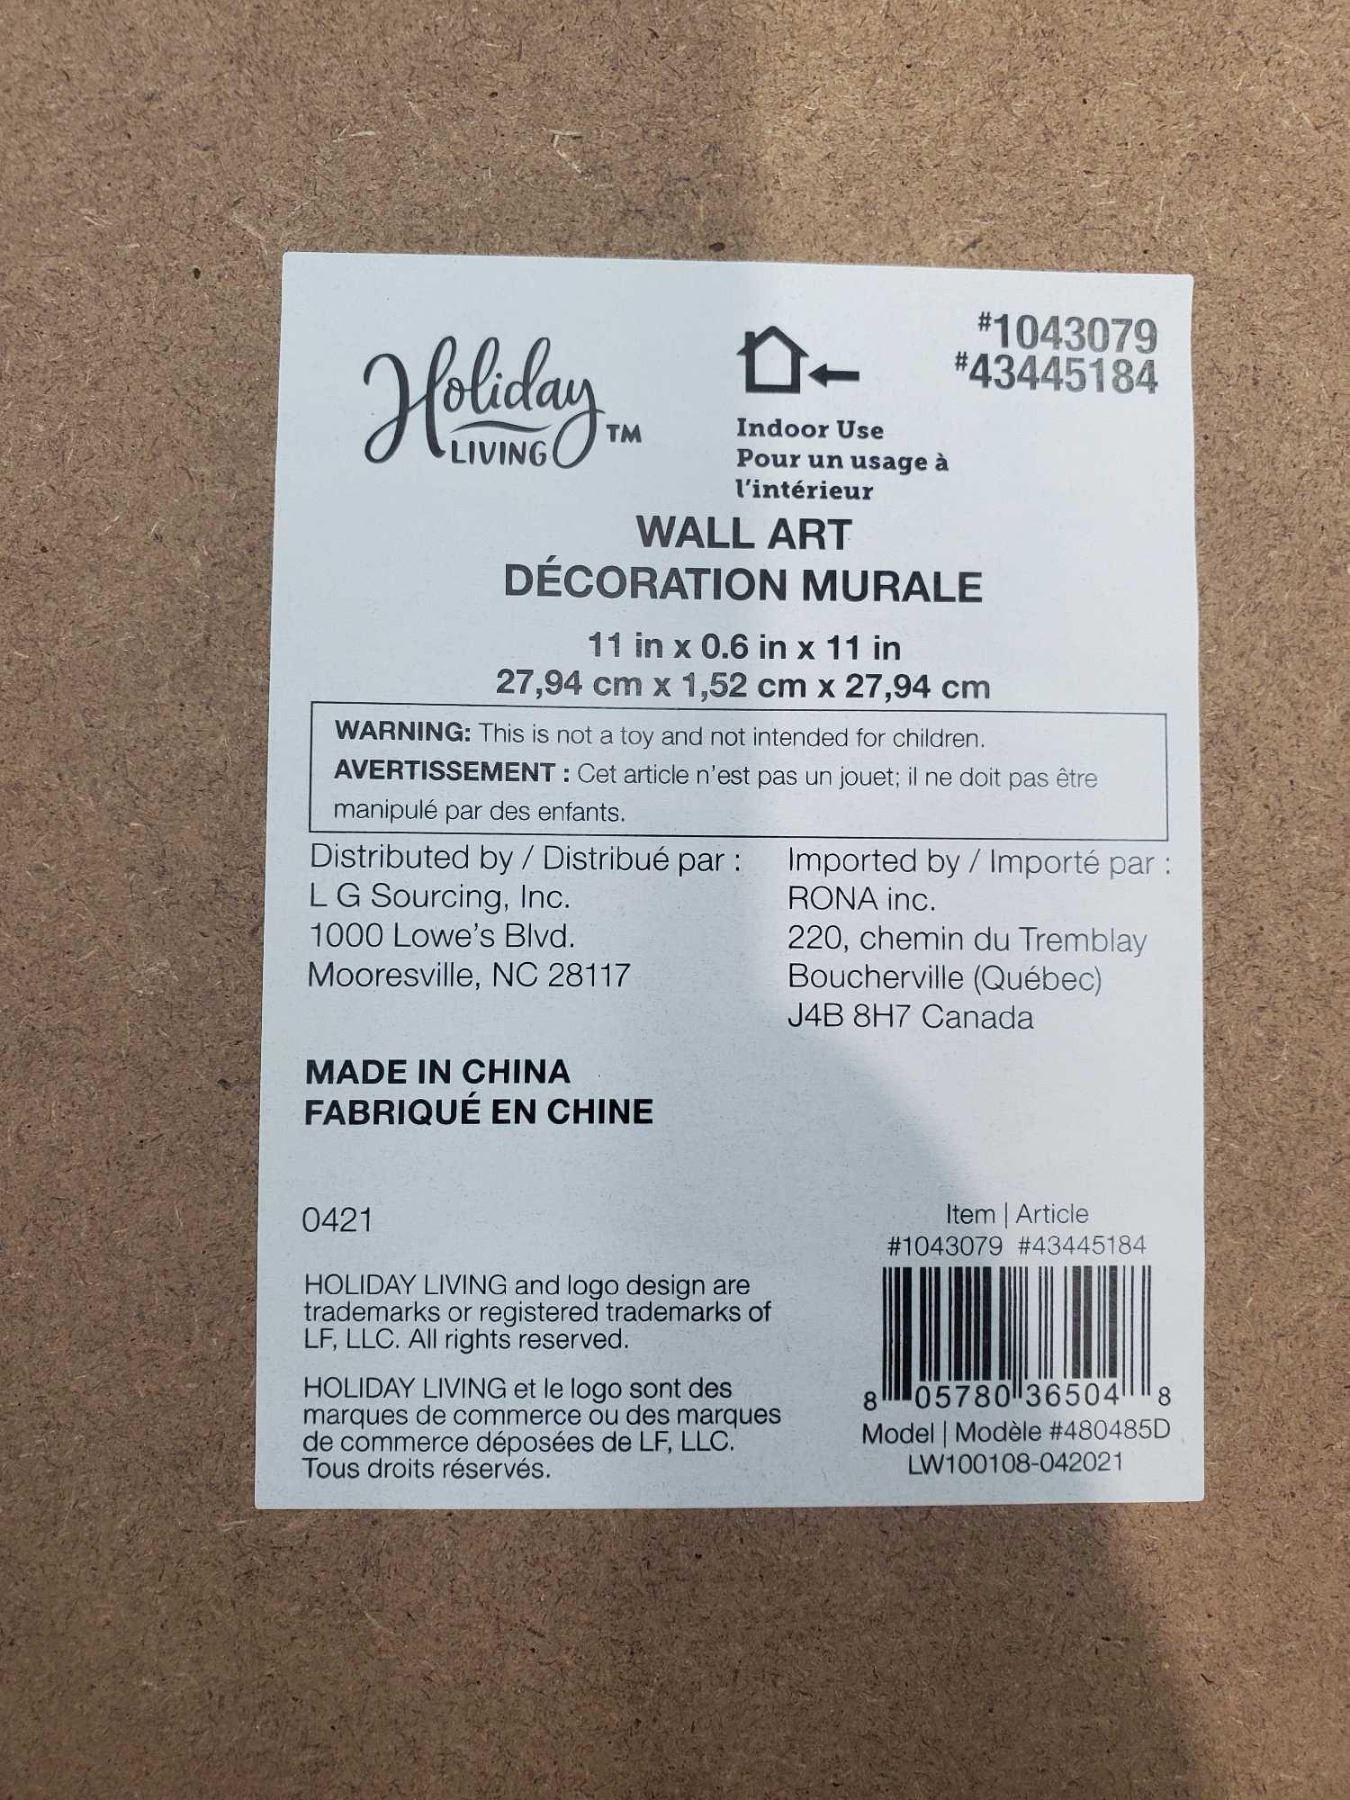 Holiday
LIVING TM
Indoor Use
Pour un usage à
l'intérieur
#1043079
#43445184
WALL ART
DÉCORATION MURALE
11 in x 0.6 in x 11 in
27,94 cm x 1,52 cm x 27,94 cm
WARNING: This is not a toy and not intended for children.
AVERTISSEMENT : Cet article n'est pas un jouet; il ne doit pas être
manipulé par des enfants.
Distributed by / Distribué par :
L G Sourcing, Inc.
1000 Lowe's Blvd.
Mooresville, NC 28117
Imported by / Importé par :
RONA inc.
220, chemin du Tremblay
Boucherville (Québec)
J4B 8H7 Canada
MADE IN CHINA
FABRIQUÉ EN CHINE
0421
HOLIDAY LIVING and logo design are
trademarks or registered trademarks of
LF, LLC. All rights reserved.
HOLIDAY LIVING et le logo sont des
marques de commerce ou des marques
de commerce déposées de LF, LLC.
Tous droits réservés.
Item | Article
#1043079 #43445184
8 05780 36504 8
Model | Modèle #480485D
LW100108-042021